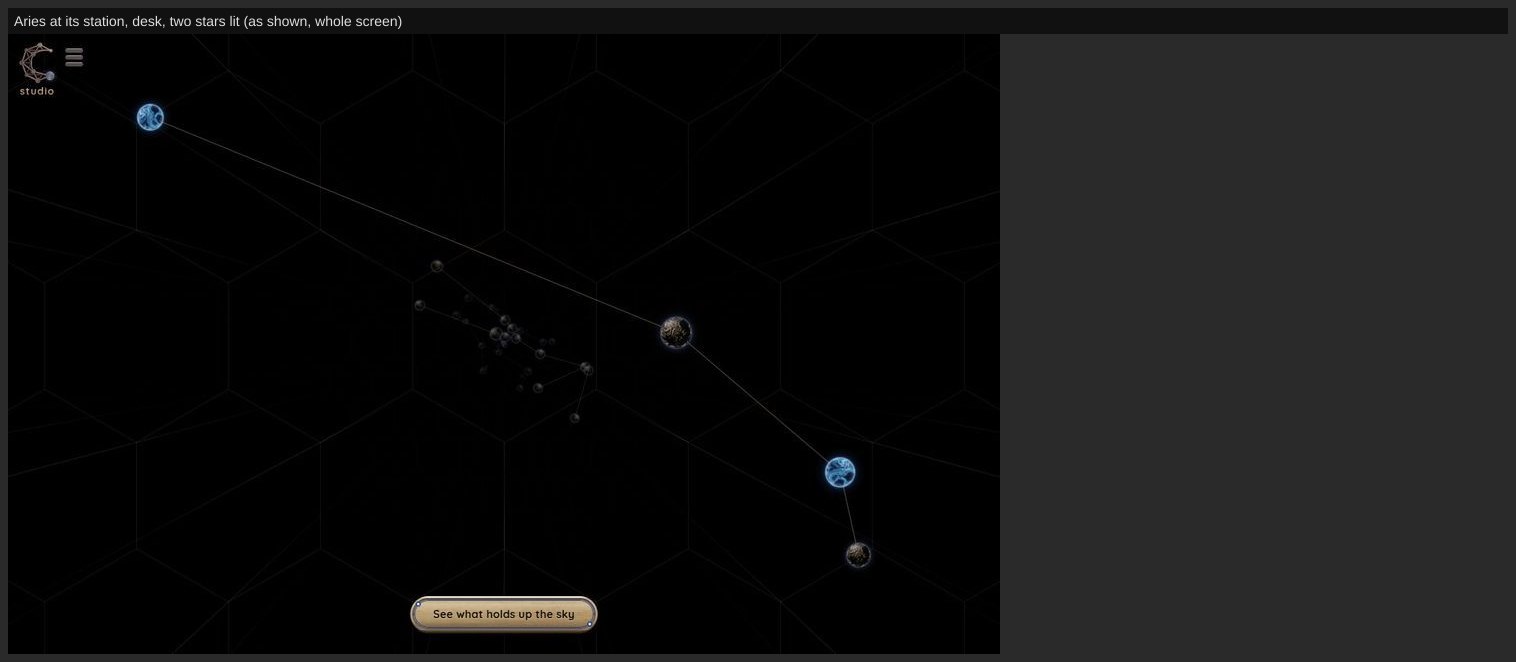 Aries at its station, desk, two stars lit (as shown, whole screen)
studio
See what holds up the sky